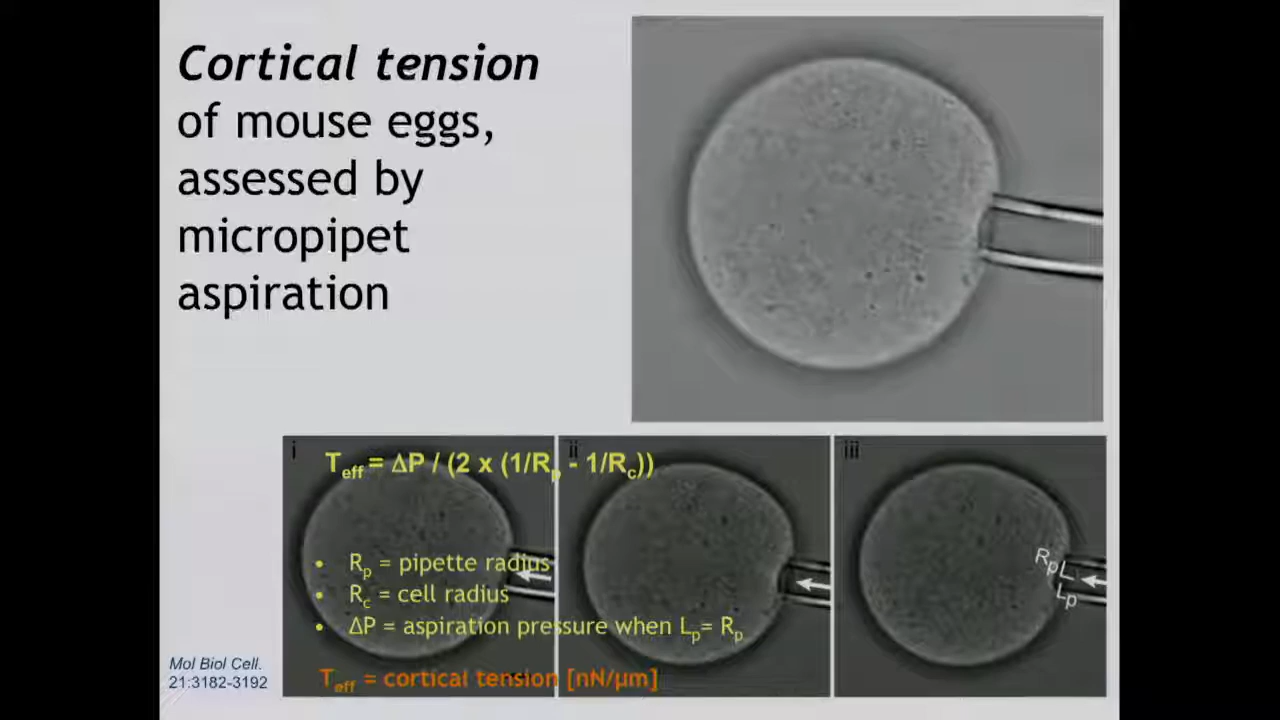 Cortical tension
of mouse eggs,
assessed by
micropipet
aspiration
i
ii
iii
Teff = ΔP / (2 x (1/Rp - 1/Rc))
• Rp = pipette radius
• Rc = cell radius
• ΔP = aspiration pressure when Lp= Rp
Teff = cortical tension [nN/µm]
Rp
Lp
Mol Biol Cell.
21:3182-3192